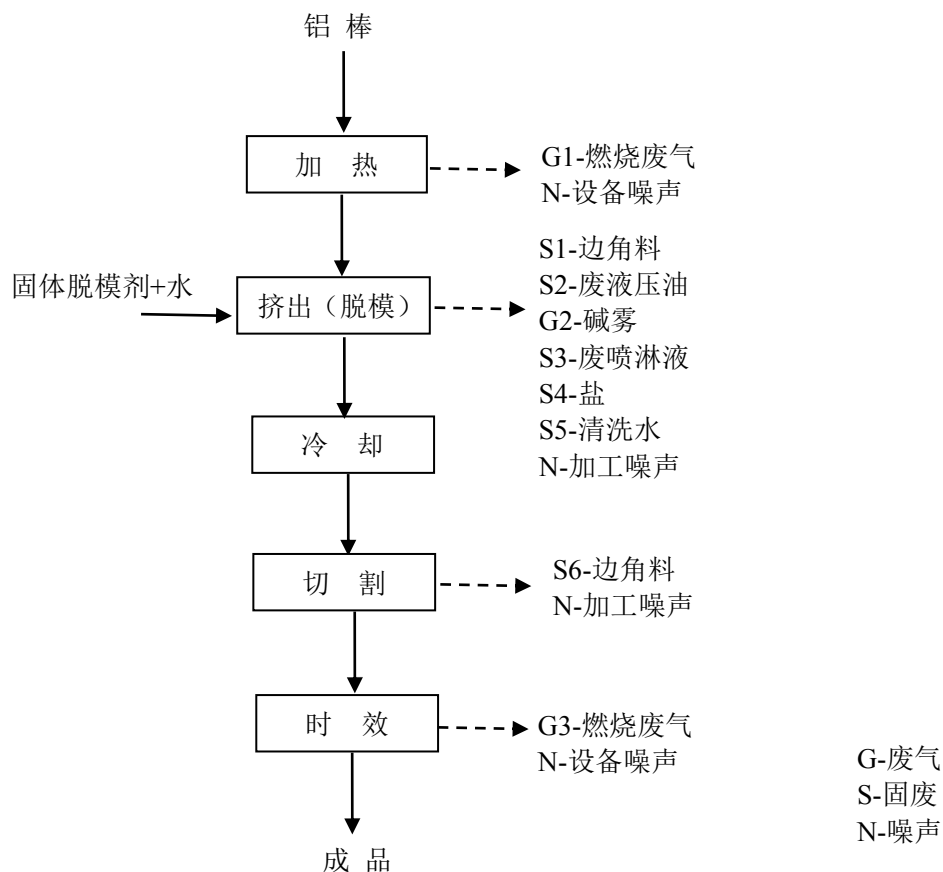 铝 棒
加 热
G1-燃烧废气
N-设备噪声
固体脱模剂+水
挤出（脱模）
S1-边角料
S2-废液压油
G2-碱雾
S3-废喷淋液
S4-盐
S5-清洗水
N-加工噪声
冷 却
切 割
S6-边角料
N-加工噪声
时 效
G3-燃烧废气
N-设备噪声
成 品
G-废气
S-固废
N-噪声